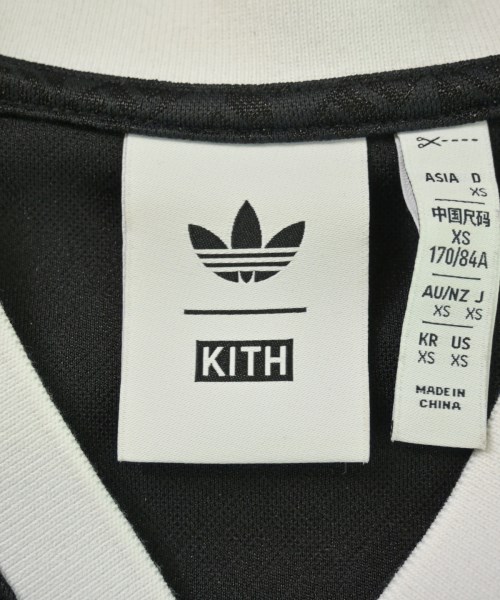 KITH
ASIA D
XS
中国尺码
XS
170/84A
AU/NZ J
XS XS
KR US
XS XS
MADE IN
CHINA